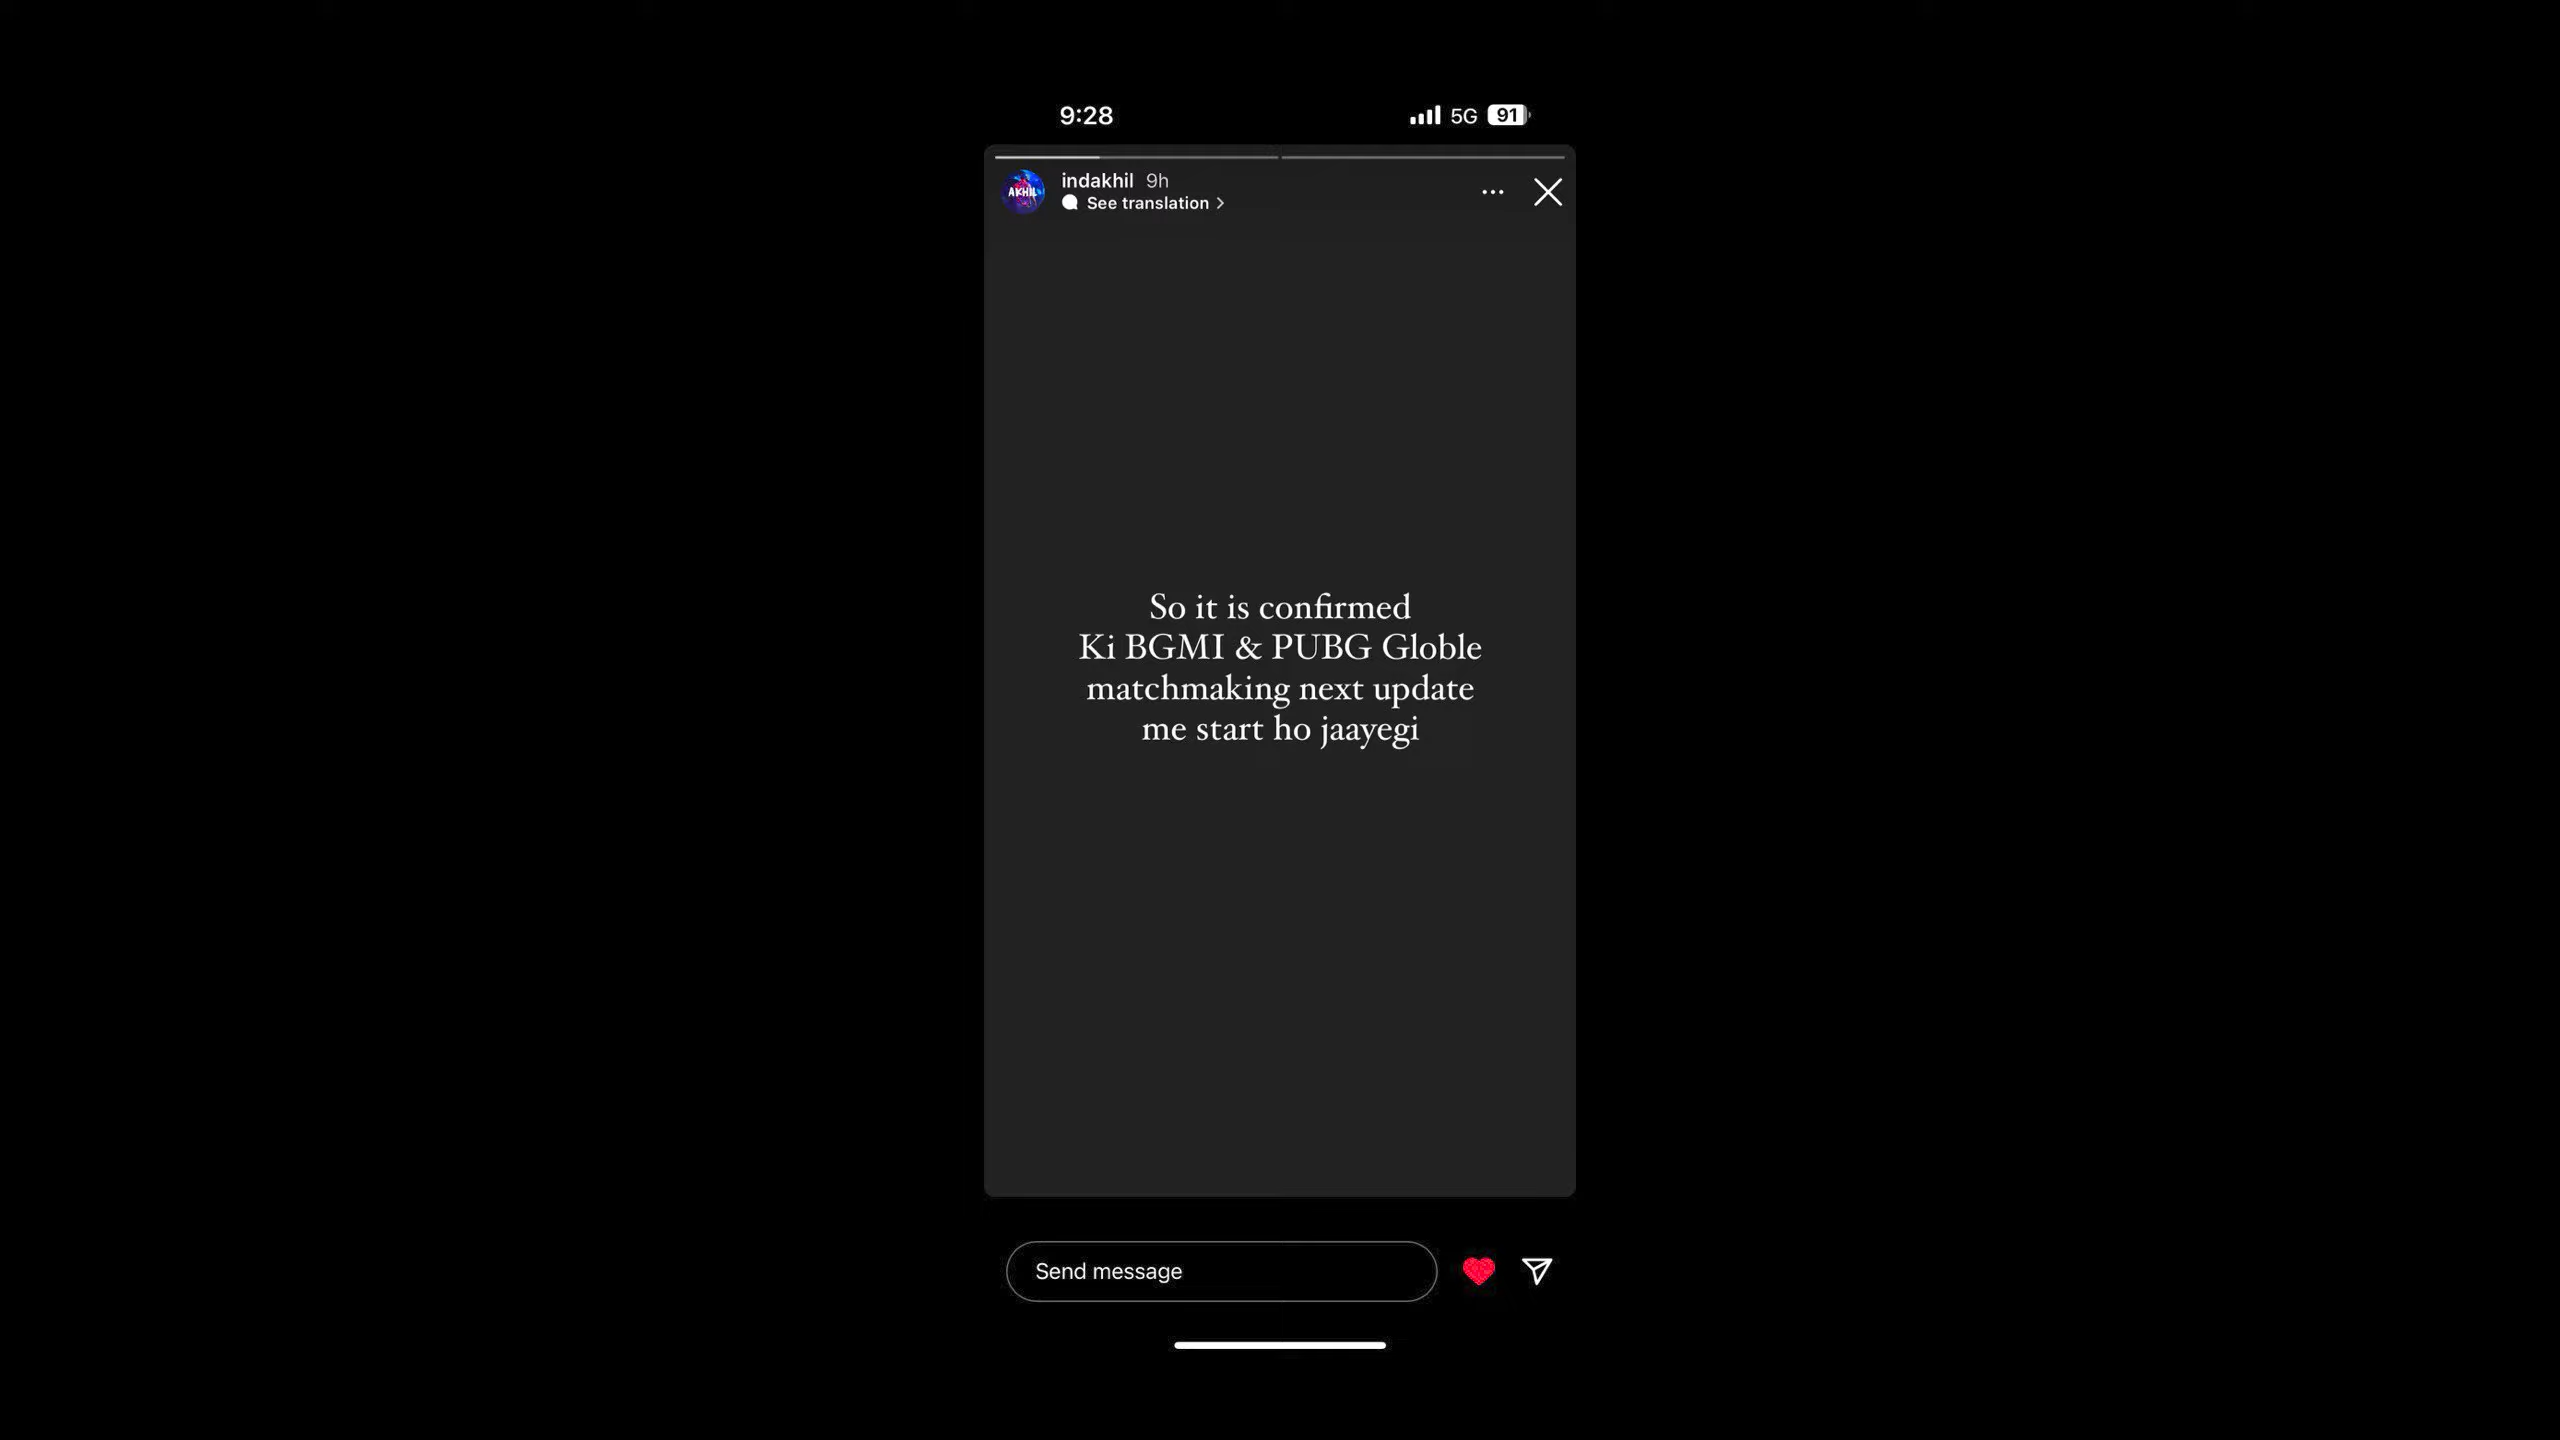 9:28
5G
91
AKHIL
indakhil 9h
See translation
So it is confirmed
Ki BGMI & PUBG Globle
matchmaking next update
me start ho jaayegi
Send message